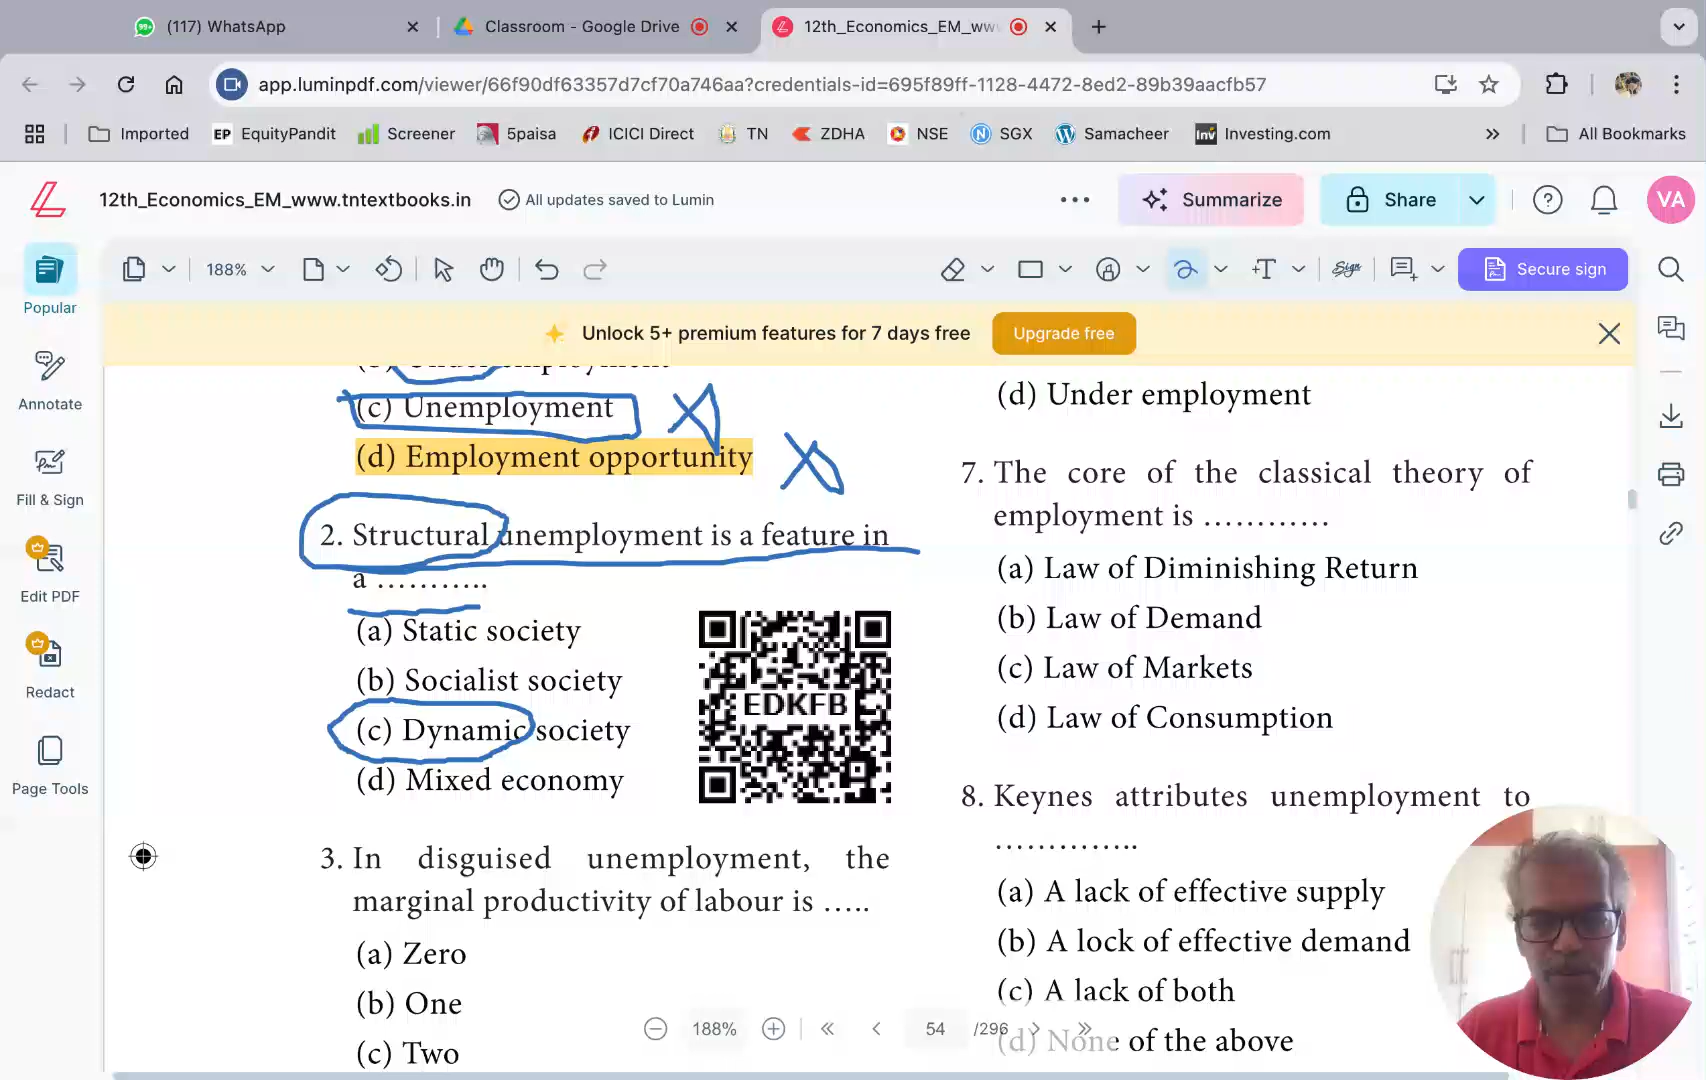 (117) WhatsApp
Classroom - Google Drive
12th_Economics_EM_ww
app.luminpdf.com/viewer/66f90df63357d7cf70a746aa?credentials-id=695f89ff-1128-4472-8ed2-89b39aacfb57
Imported
EP EquityPandit
Screener
5paisa
ICICI Direct
TN
ZDHA
NSE
SGX
Samacheer
Inv Investing.com
All Bookmarks
12th_Economics_EM_www.tntextbooks.in
All updates saved to Lumin
Summarize
Share
VA
188%
Sign
Secure sign
Popular
Annotate
Fill & Sign
Edit PDF
Redact
Page Tools
Unlock 5+ premium features for 7 days free
Upgrade free
(c) Unemployment
(d) Employment opportunity
2. Structural unemployment is a feature in
a ………..
(a) Static society
(b) Socialist society
(c) Dynamic society
(d) Mixed economy
EDKFB
3. In disguised unemployment, the
marginal productivity of labour is …..
(a) Zero
(b) One
(c) Two
(d) Under employment
7. The core of the classical theory of
employment is …………
(a) Law of Diminishing Return
(b) Law of Demand
(c) Law of Markets
(d) Law of Consumption
8. Keynes attributes unemployment to
…………..
(a) A lack of effective supply
(b) A lock of effective demand
(c) A lack of both
(d) None of the above
188%
54 /296